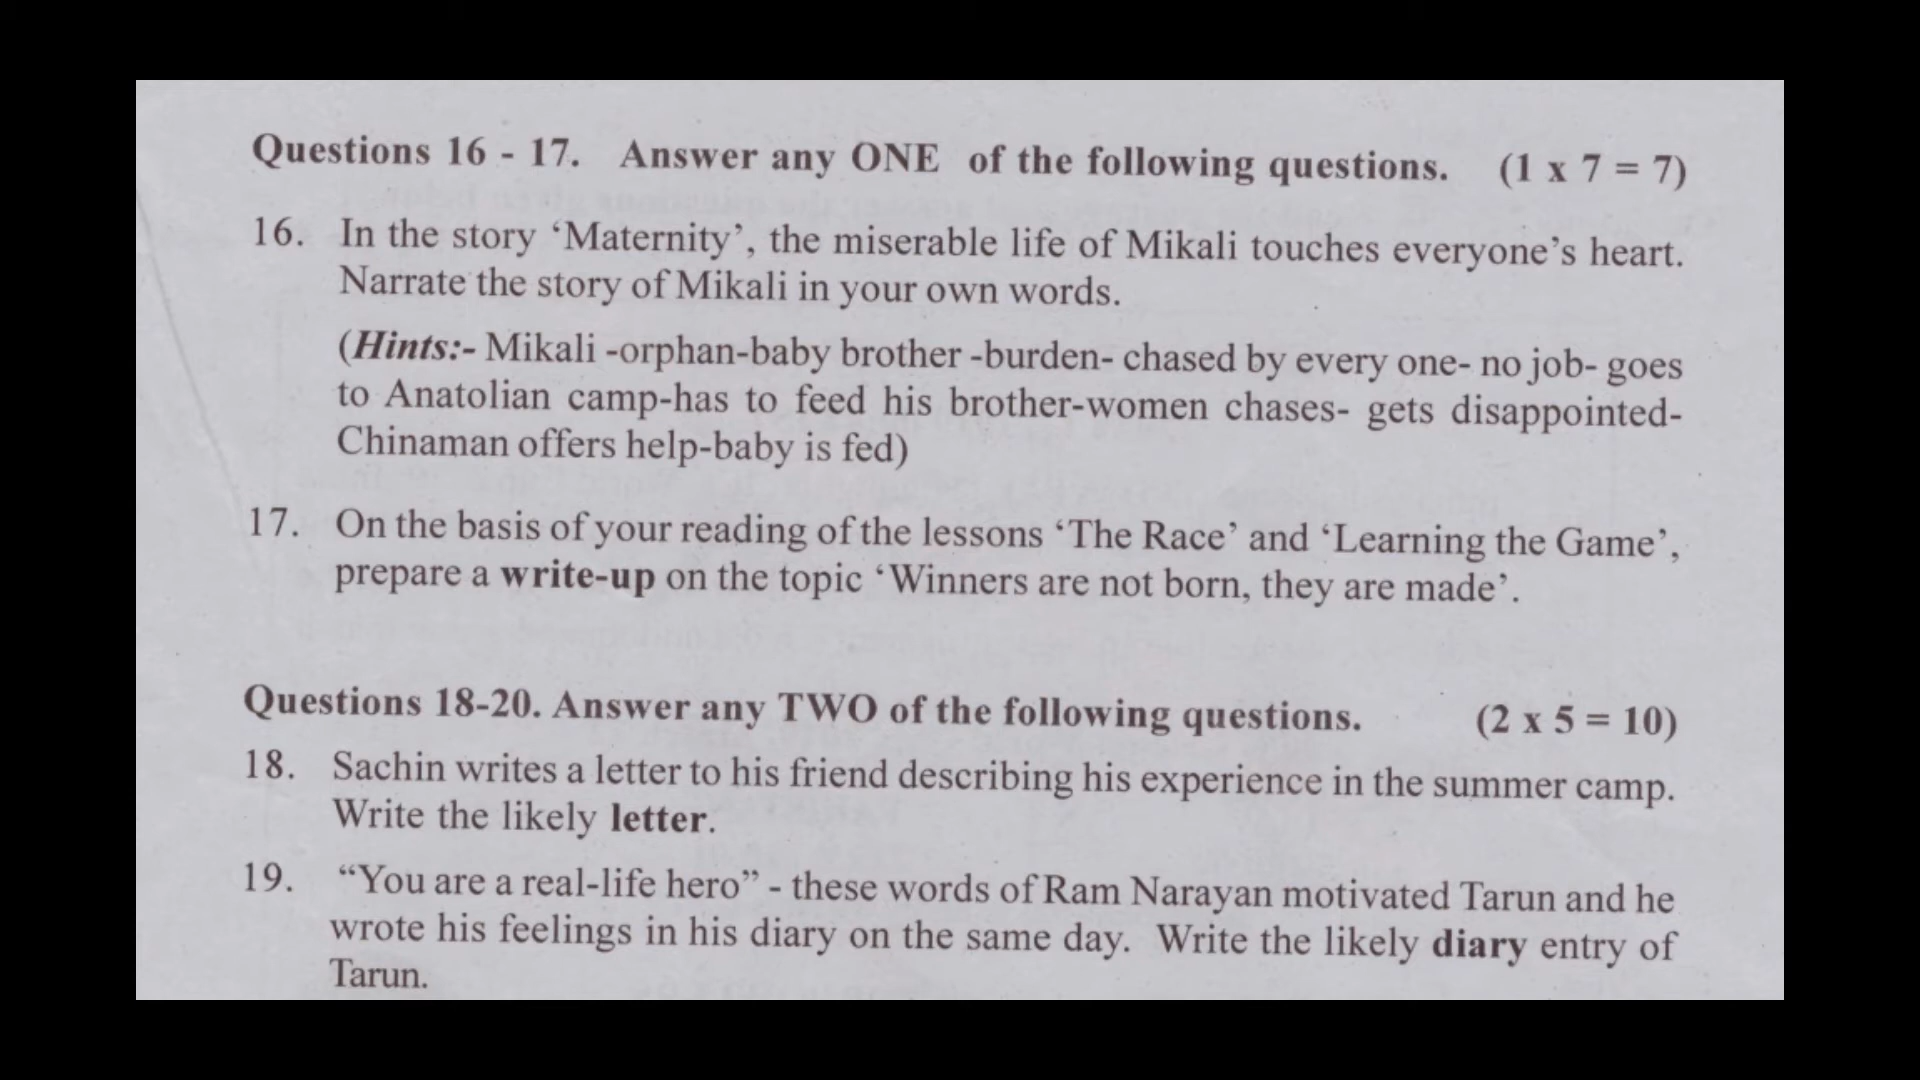 Questions 16 - 17. Answer any ONE of the following questions. (1 x 7 = 7)
16. In the story ‘Maternity’, the miserable life of Mikali touches everyone’s heart.
Narrate the story of Mikali in your own words.
(Hints:- Mikali -orphan-baby brother -burden- chased by every one- no job- goes
to Anatolian camp-has to feed his brother-women chases- gets disappointed-
Chinaman offers help-baby is fed)
17. On the basis of your reading of the lessons ‘The Race’ and ‘Learning the Game’,
prepare a write-up on the topic ‘Winners are not born, they are made’.
Questions 18-20. Answer any TWO of the following questions. (2 x 5 = 10)
18. Sachin writes a letter to his friend describing his experience in the summer camp.
Write the likely letter.
19. “You are a real-life hero” - these words of Ram Narayan motivated Tarun and he
wrote his feelings in his diary on the same day. Write the likely diary entry of
Tarun.